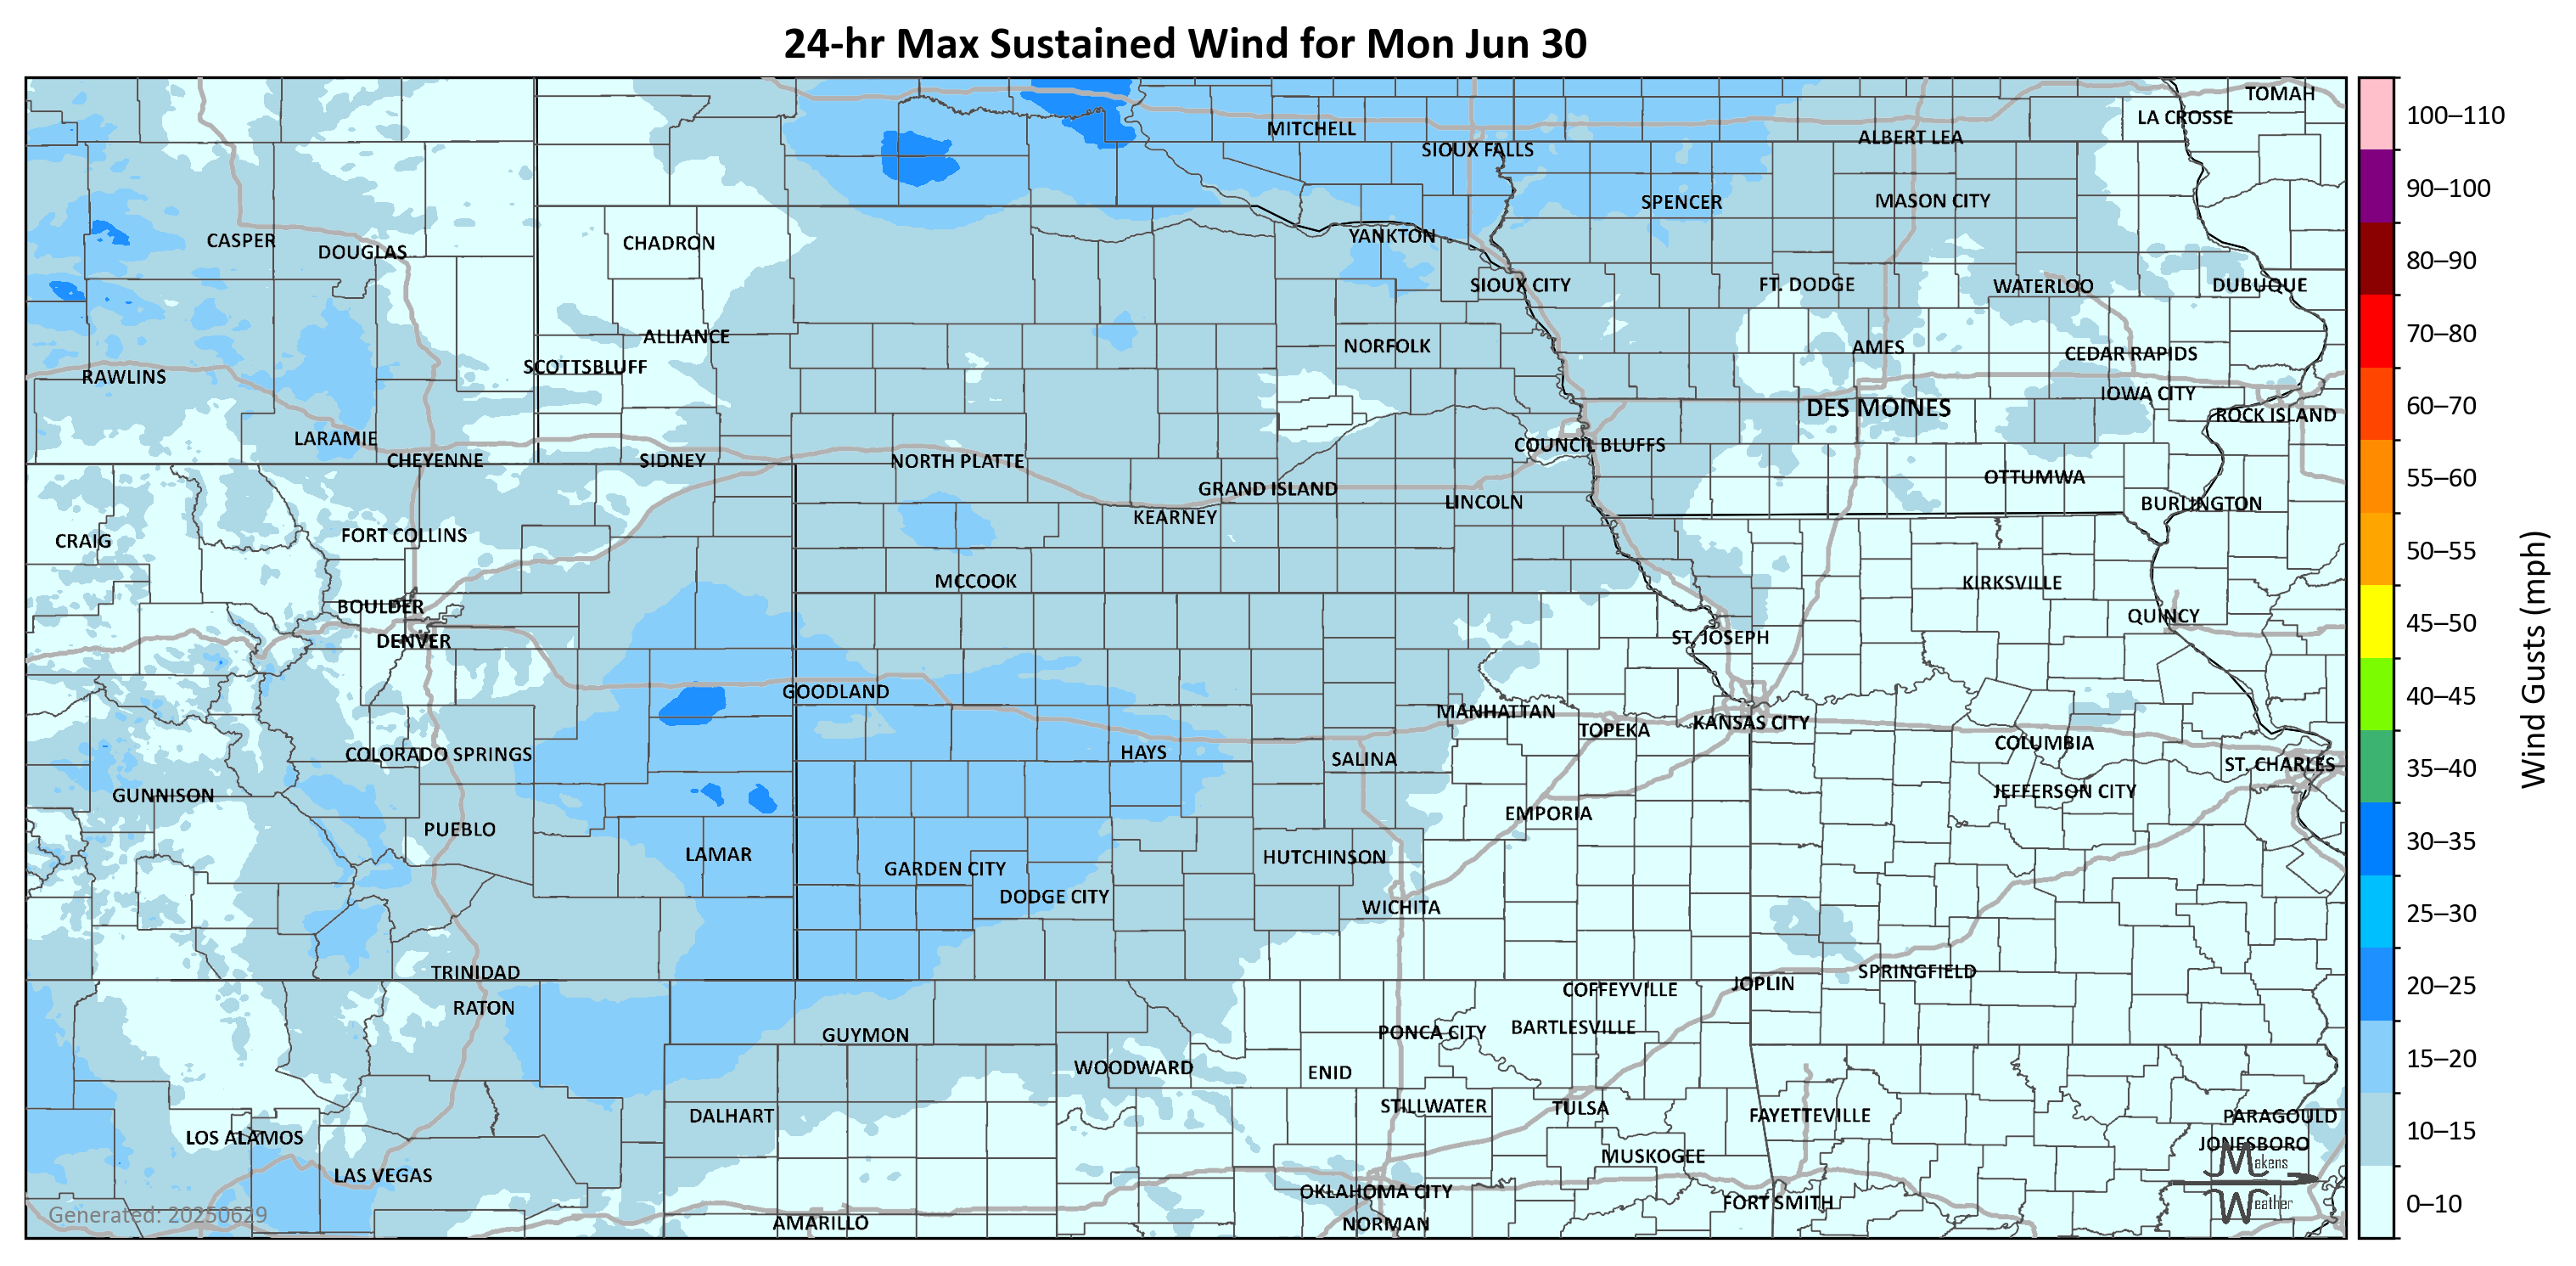 24-hr Max Sustained Wind for Mon Jun 30
TOMAH
LA CROSSE
MITCHELL
ALBERT LEA
SIOUX FALLS
SPENCER
MASON CITY
CASPER
DOUGLAS
CHADRON
YANKTON
SIOUX CITY
FT. DODGE
WATERLOO
DUBUQUE
ALLIANCE
NORFOLK
AMES
CEDAR RAPIDS
SCOTTSBLUFF
RAWLINS
IOWA CITY
DES MOINES
ROCK ISLAND
LARAMIE
COUNCIL BLUFFS
CHEYENNE
SIDNEY
NORTH PLATTE
OTTUMWA
GRAND ISLAND
LINCOLN
BURLINGTON
KEARNEY
FORT COLLINS
CRAIG
MCCOOK
KIRKSVILLE
BOULDER
QUINCY
DENVER
ST. JOSEPH
GOODLAND
MANHATTAN
TOPEKA
KANSAS CITY
COLORADO SPRINGS
HAYS
SALINA
COLUMBIA
ST. CHARLES
GUNNISON
JEFFERSON CITY
EMPORIA
PUEBLO
LAMAR
HUTCHINSON
GARDEN CITY
DODGE CITY
WICHITA
TRINIDAD
SPRINGFIELD
JOPLIN
COFFEYVILLE
RATON
GUYMON
PONCA CITY
BARTLESVILLE
WOODWARD
ENID
DALHART
STILLWATER
TULSA
FAYETTEVILLE
PARAGOULD
LOS ALAMOS
JONESBORO
MUSKOGEE
LAS VEGAS
OKLAHOMA CITY
FORT SMITH
AMARILLO
NORMAN
Makens
Weather
Generated: 20250629
100–110
90–100
80–90
70–80
60–70
55–60
50–55
45–50
40–45
35–40
30–35
25–30
20–25
15–20
10–15
0–10
Wind Gusts (mph)